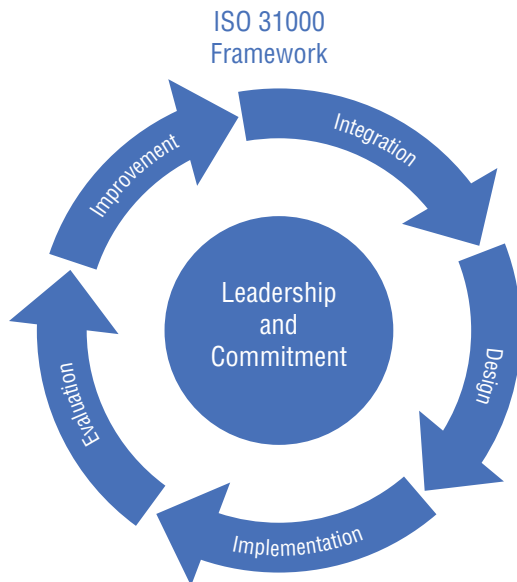 ISO 31000
Framework
Integration
Design
Implementation
Evaluation
Improvement
Leadership
and
Commitment